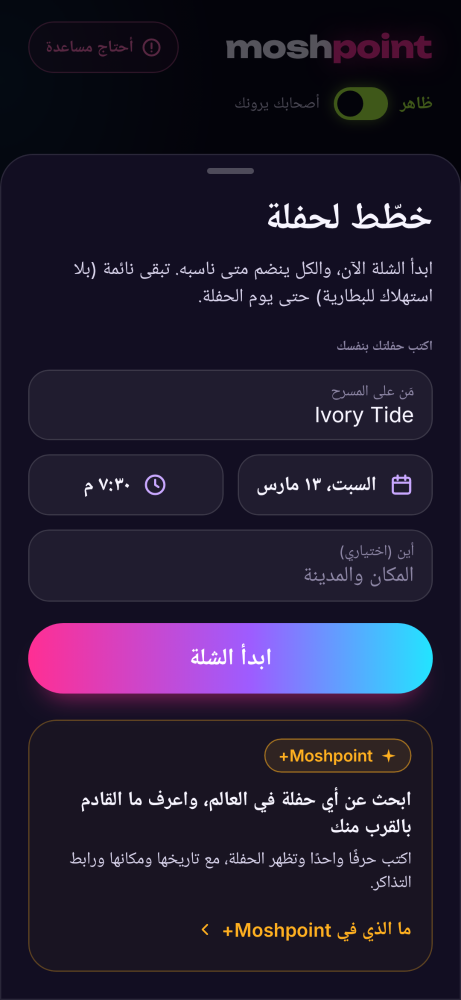 moshpoint
أحتاج مساعدة
ظاهر
أصحابك يرونك
خطّط لحفلة
ابدأ الشلة الآن، والكل ينضم متى ناسبه. تبقى نائمة (بلا
استهلاك للبطارية) حتى يوم الحفلة.
اكتب حفلتك بنفسك
مَن على المسرح
Ivory Tide
السبت، ١٣ مارس
٧:٣٠ م
أين (اختياري)
المكان والمدينة
ابدأ الشلة
Moshpoint+
ابحث عن أي حفلة في العالم، واعرف ما القادم
بالقرب منك
اكتب حرفًا واحدًا وتظهر الحفلة، مع تاريخها ومكانها ورابط
التذاكر.
ما الذي في Moshpoint+